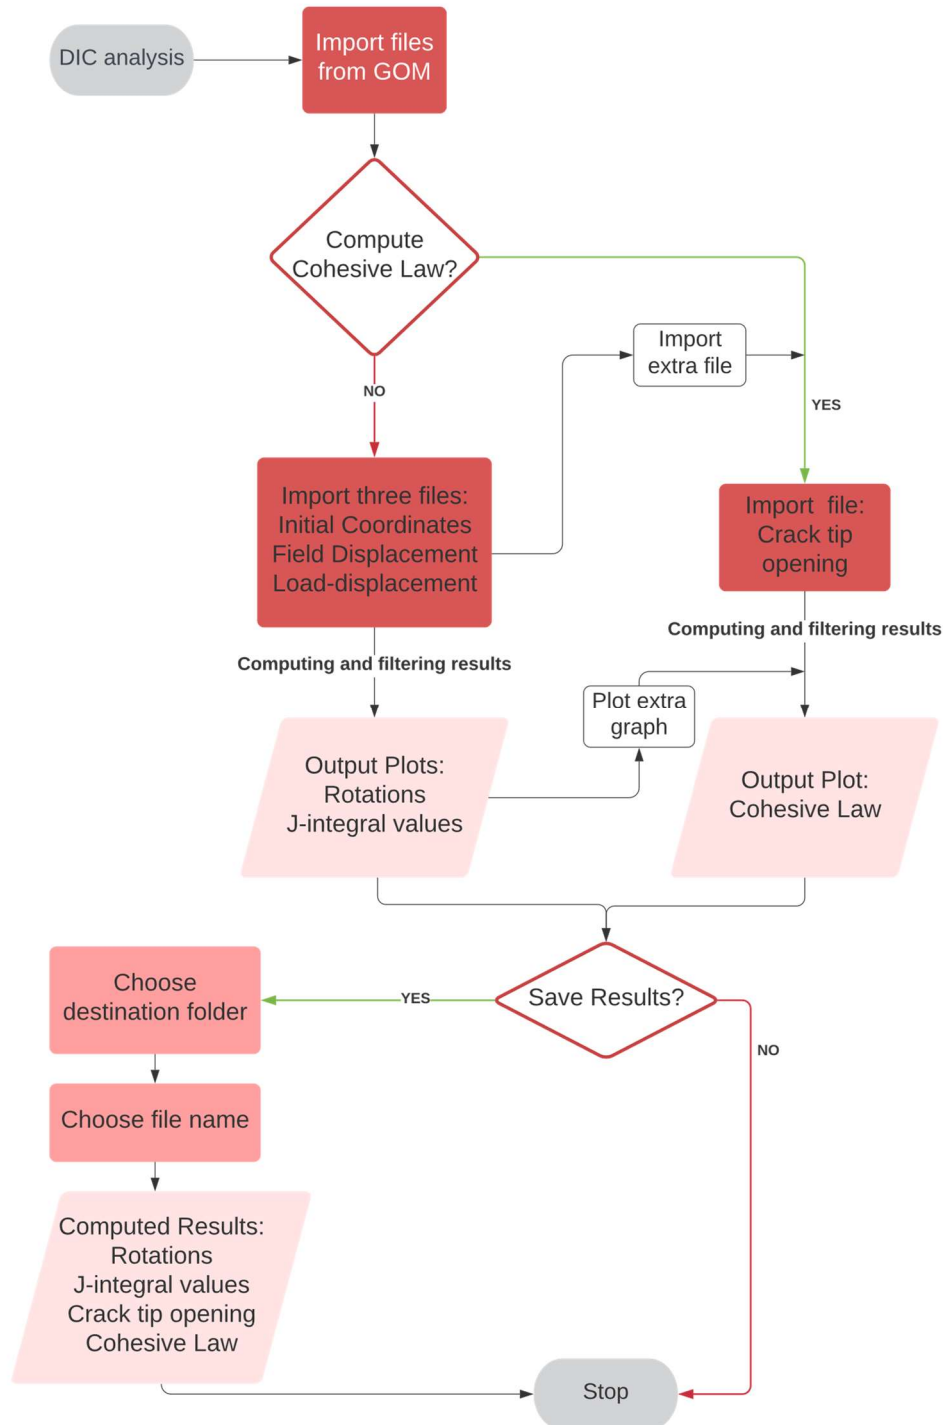 DIC analysis
Import files
from GOM
Compute
Cohesive Law?
Import
extra file
NO
YES
Import three files:
Initial Coordinates
Field Displacement
Load-displacement
Import file:
Crack tip
opening
Computing and filtering results
Computing and filtering results
Plot extra
graph
Output Plots:
Rotations
J-integral values
Output Plot:
Cohesive Law
Choose
destination folder
YES
Save Results?
NO
Choose file name
Computed Results:
Rotations
J-integral values
Crack tip opening
Cohesive Law
Stop